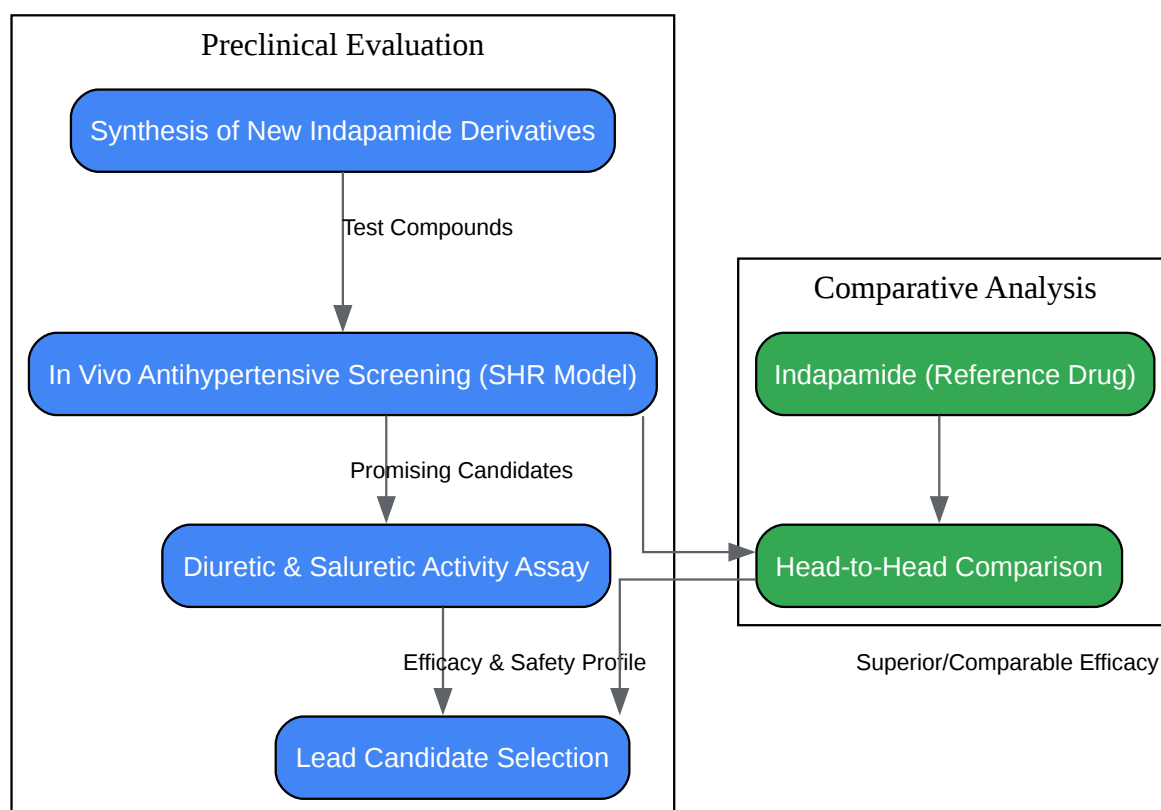 Preclinical Evaluation
Synthesis of New Indapamide Derivatives
Test Compounds
In Vivo Antihypertensive Screening (SHR Model)
Promising Candidates
Diuretic & Saluretic Activity Assay
Efficacy & Safety Profile
Lead Candidate Selection
Comparative Analysis
Indapamide (Reference Drug)
Head-to-Head Comparison
Superior/Comparable Efficacy